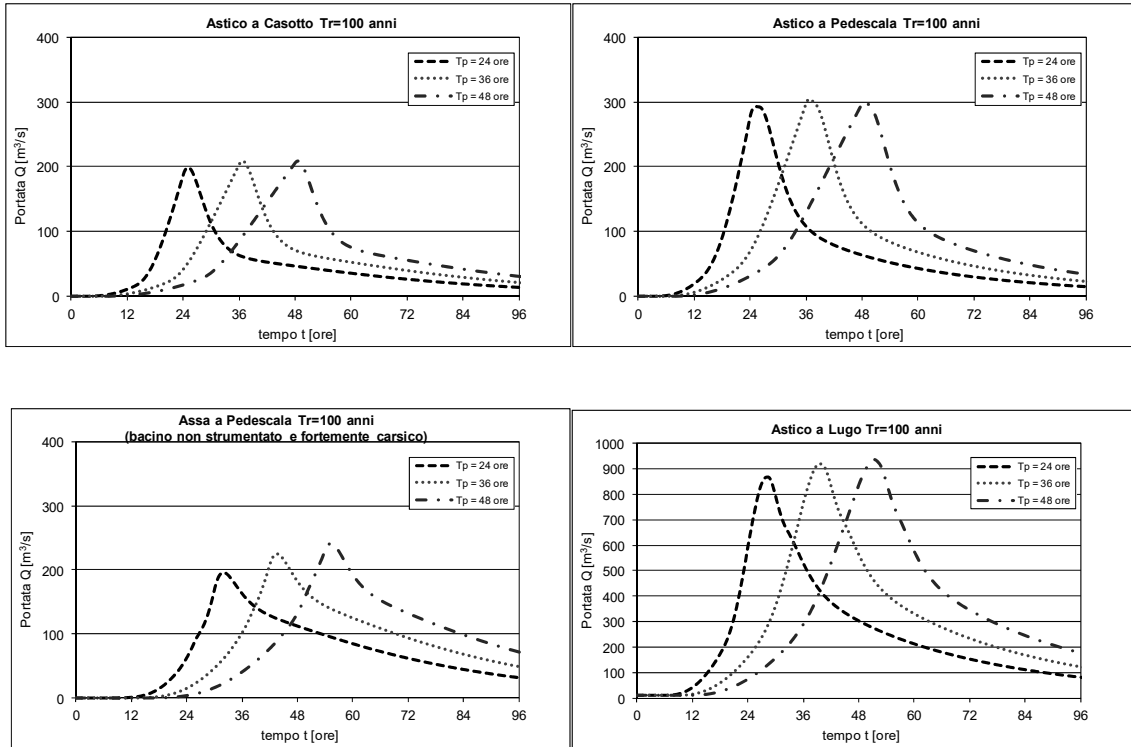 Astico a Casotto Tr=100 anni
400
300
200
100
0
Portata Q [m³/s]
Tp = 24 ore
Tp = 36 ore
Tp = 48 ore
0 12 24 36 48 60 72 84 96
tempo t [ore]
Astico a Pedescala Tr=100 anni
400
300
200
100
0
Portata Q [m³/s]
Tp = 24 ore
Tp = 36 ore
Tp = 48 ore
0 12 24 36 48 60 72 84 96
tempo t [ore]
Assa a Pedescala Tr=100 anni
(bacino non strumentato e fortemente carsico)
400
300
200
100
0
Portata Q [m³/s]
Tp = 24 ore
Tp = 36 ore
Tp = 48 ore
0 12 24 36 48 60 72 84 96
tempo t [ore]
Astico a Lugo Tr=100 anni
1000
900
800
700
600
500
400
300
200
100
0
Portata Q [m³/s]
Tp = 24 ore
Tp = 36 ore
Tp = 48 ore
0 12 24 36 48 60 72 84 96
tempo t [ore]